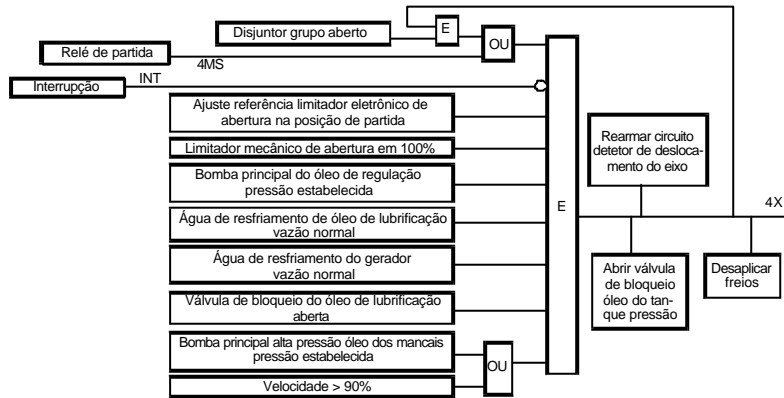 Disjuntor grupo aberto
E
OU
Relé de partida
4MS
Interrupção
INT
Ajuste referência limitador eletrônico de
abertura na posição de partida
Limitador mecânico de abertura em 100%
Bomba principal do óleo de regulação
pressão estabelecida
Água de resfriamento de óleo de lubrificação
vazão normal
Água de resfriamento do gerador
vazão normal
Válvula de bloqueio do óleo de lubrificação
aberta
Bomba principal alta pressão óleo dos mancais
pressão estabelecida
Velocidade > 90%
OU
E
Rearmar circuito
detetor de desloca-
mento do eixo
4X
Abrir válvula
de bloqueio
óleo do tan-
que pressão
Desaplicar
freios